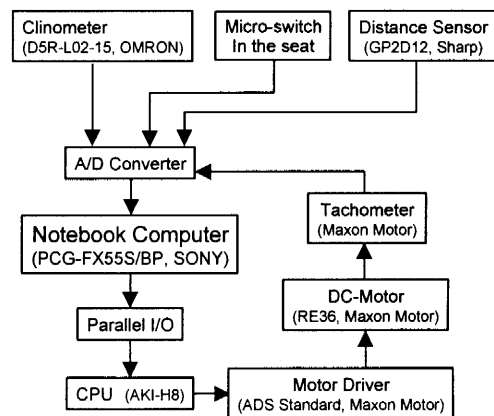 Clinometer
(D5R-L02-15, OMRON)
Micro-switch
In the seat
Distance Sensor
(GP2D12, Sharp)
A/D Converter
Notebook Computer
(PCG-FX55S/BP, SONY)
Tachometer
(Maxon Motor)
DC-Motor
(RE36, Maxon Motor)
Parallel I/O
CPU (AKI-H8)
Motor Driver
(ADS Standard, Maxon Motor)